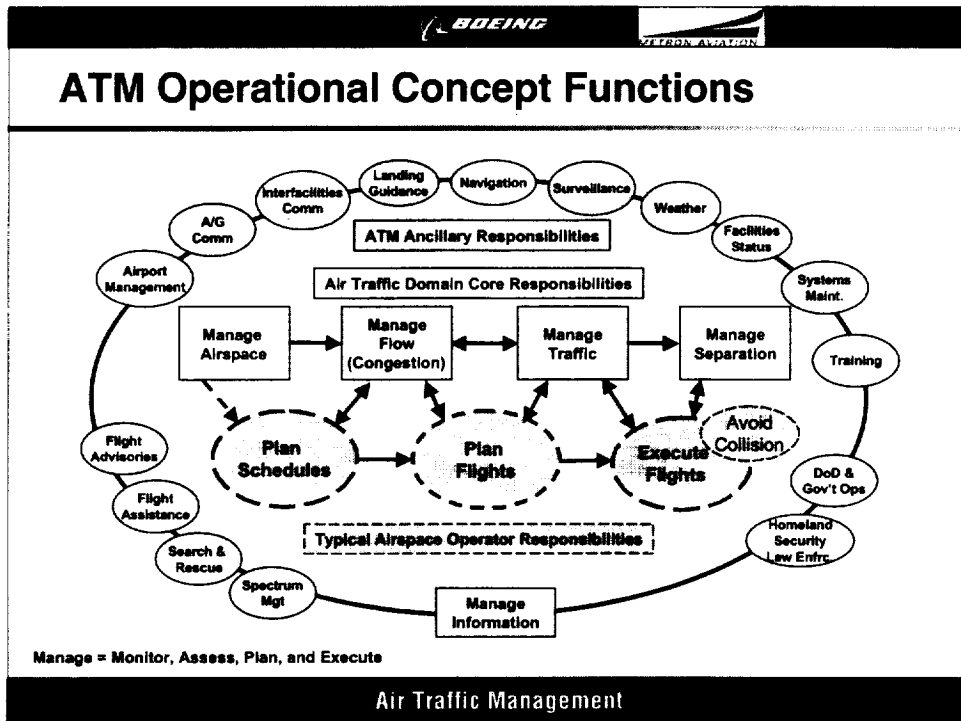 BOEING
METRON AVIATION
ATM Operational Concept Functions
Landing
Guidance
Navigation
Surveillance
Interfacilities
Comm
Weather
A/G
Comm
ATM Ancillary Responsibilities
Facilities
Status
Airport
Management
Air Traffic Domain Core Responsibilities
Systems
Maint.
Manage
Airspace
Manage
Flow
(Congestion)
Manage
Traffic
Manage
Separation
Training
Flight
Advisories
Plan
Schedules
Plan
Flights
Execute
Flights
Avoid
Collision
DoD &
Gov't Ops
Flight
Assistance
Typical Airspace Operator Responsibilities
Homeland
Security
Law Enfrc
Search &
Rescue
Spectrum
Mgt
Manage
Information
Manage = Monitor, Assess, Plan, and Execute
Air Traffic Management